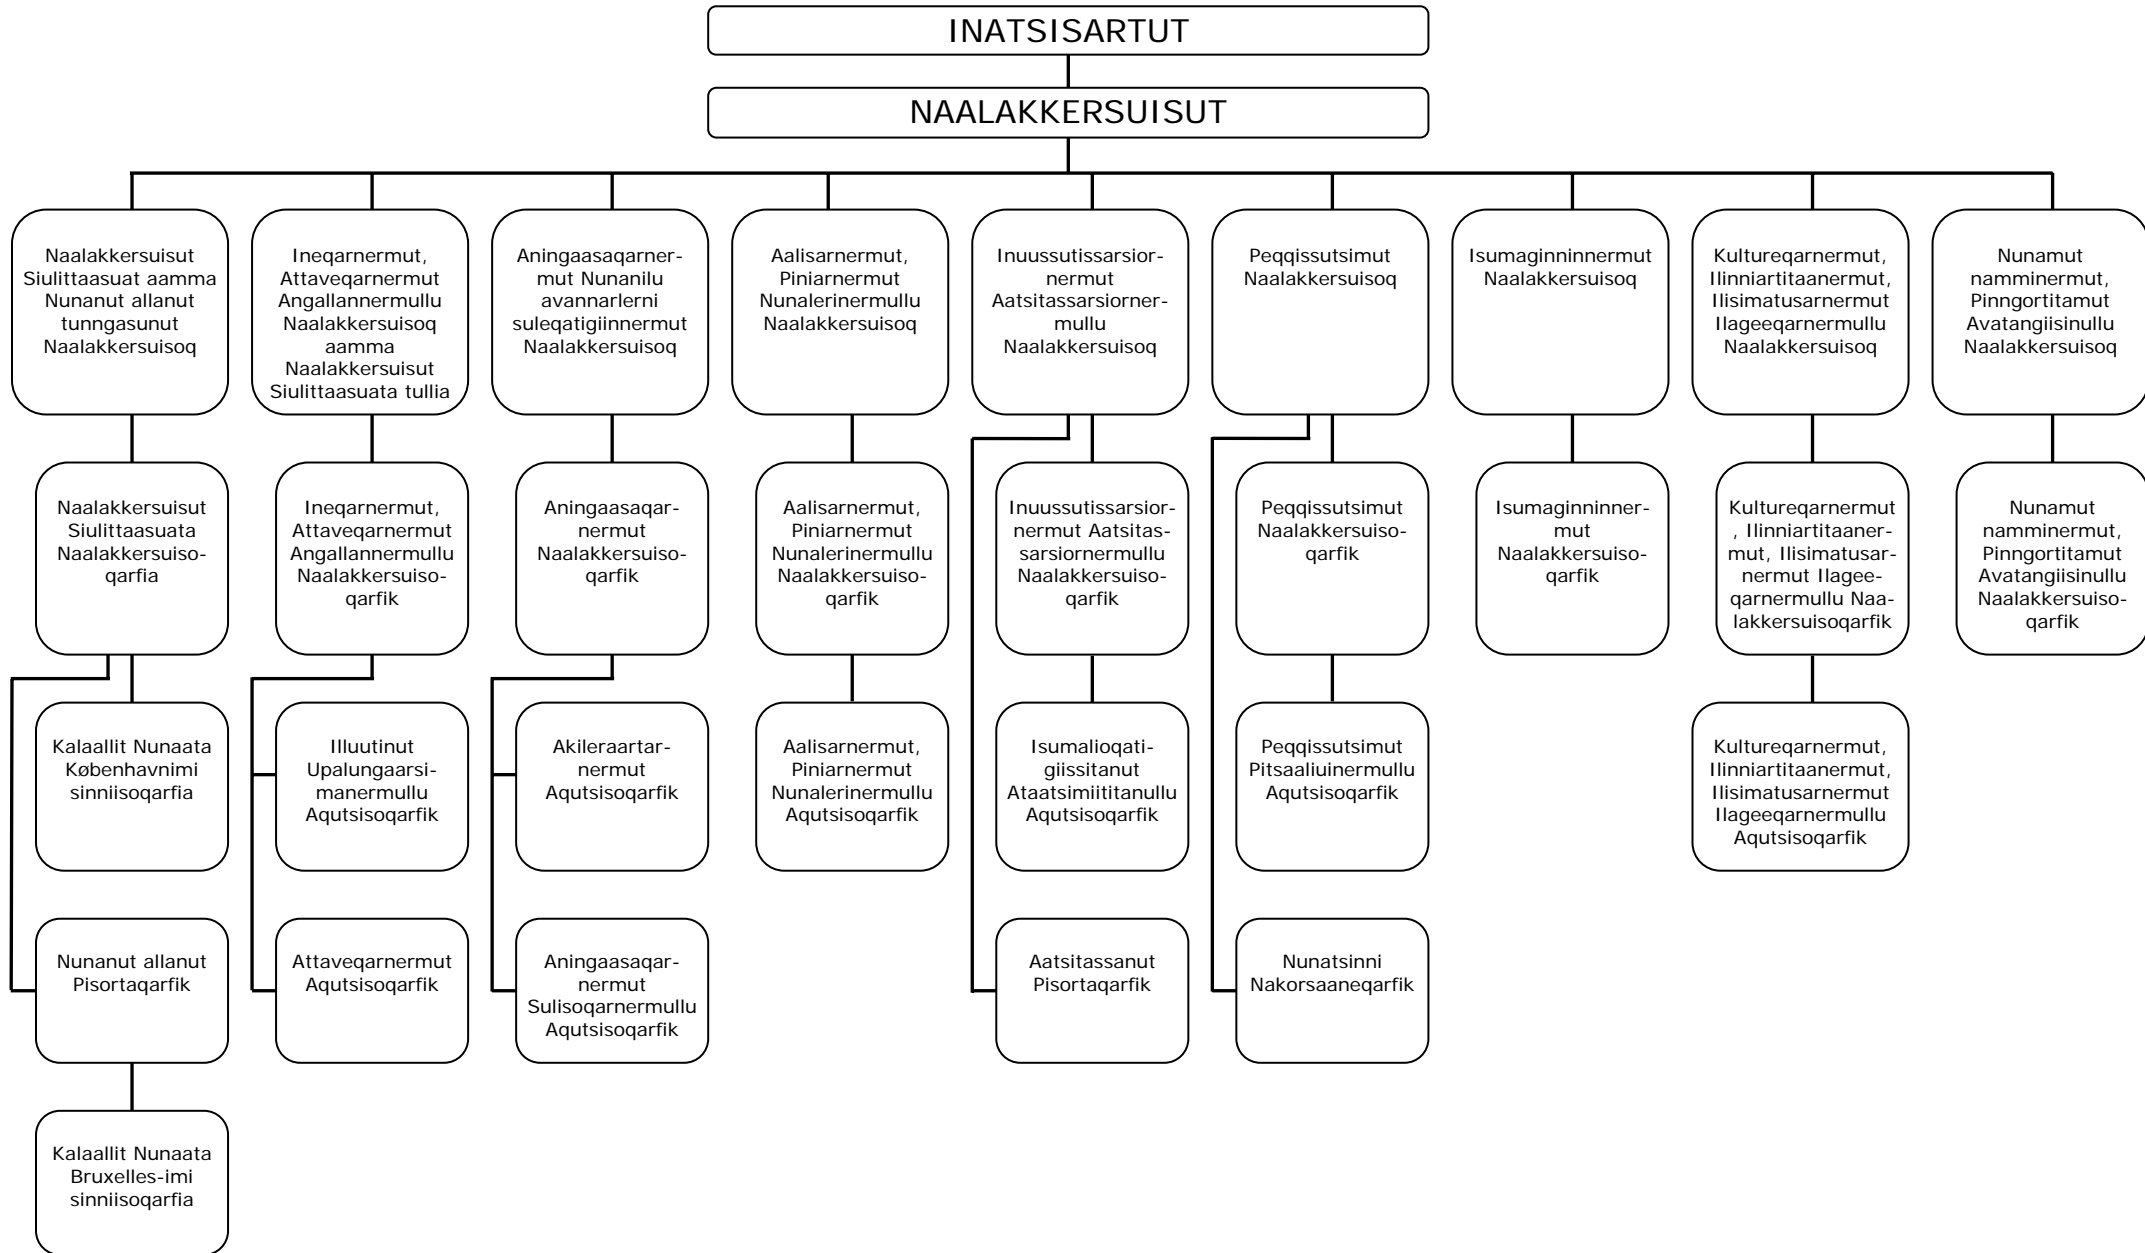 INATSISARTUT
NAALAKKERSUISUT
Naalakkersuisut
Siulittaasuat aamma
Nunanut allanut
tunngasunut
Naalakkersuisoq
Ineqarnermut,
Attaveqarnermut
Angallannermullu
Naalakkersuisoq
aamma
Naalakkersuisut
Siulittaasuata tullia
Aningaasaqarner-
mut Nunanilu
avannarlerni
suleqatigiinnermut
Naalakkersuisoq
Aalisarnermut,
Piniarnermut
Nunalerinermullu
Naalakkersuisoq
Inuussutissarsior-
nermut
Aatsitassarsiorner-
mullu
Naalakkersuisoq
Peqqissutsimut
Naalakkersuisoq
Isumaginninnermut
Naalakkersuisoq
Kultureqarnermut,
Ilinniartitaanermut,
Ilisimatusarnermut
Ilageeqarnermullu
Naalakkersuisoq
Nunamut
namminermut,
Pinngortitamut
Avatangiisinullu
Naalakkersuisoq
Naalakkersuisut
Siulittaasuata
Naalakkersuiso-
qarfia
Ineqarnermut,
Attaveqarnermut
Angallannermullu
Naalakkersuiso-
qarfik
Aningaasaqar-
nermut
Naalakkersuiso-
qarfik
Aalisarnermut,
Piniarnermut
Nunalerinermullu
Naalakkersuiso-
qarfik
Inuussutissarsior-
nermut Aatsitas-
sarsiornermullu
Naalakkersuiso-
qarfik
Peqqissutsimut
Naalakkersuiso-
qarfik
Isumaginninner-
mut
Naalakkersuiso-
qarfik
Kultureqarnermut
, Ilinniartitaaner-
mut, Ilisimatusar-
nermut Ilagee-
qarnermullu Naa-
lakkersuisoqarfik
Nunamut
namminermut,
Pinngortitamut
Avatangiisinullu
Naalakkersuiso-
qarfik
Kalaallit Nunaata
Københavnimi
sinniisoqarfia
Illuutinut
Upalungaarsi-
manermullu
Aqutsisoqarfik
Akileraartar-
nermut
Aqutsisoqarfik
Aalisarnermut,
Piniarnermut
Nunalerinermullu
Aqutsisoqarfik
Isumalioqati-
giissitanut
Ataatsimiititanullu
Aqutsisoqarfik
Peqqissutsimut
Pitsaaliuinermullu
Aqutsisoqarfik
Kultureqarnermut,
Ilinniartitaanermut,
Ilisimatusarnermut
Ilageeqarnermullu
Aqutsisoqarfik
Nunanut allanut
Pisortaqarfik
Attaveqarnermut
Aqutsisoqarfik
Aningaasaqar-
nermut
Sulisoqarnermullu
Aqutsisoqarfik
Aatsitassanut
Pisortaqarfik
Nunatsinni
Nakorsaaneqarfik
Kalaallit Nunaata
Bruxelles-imi
sinniisoqarfia